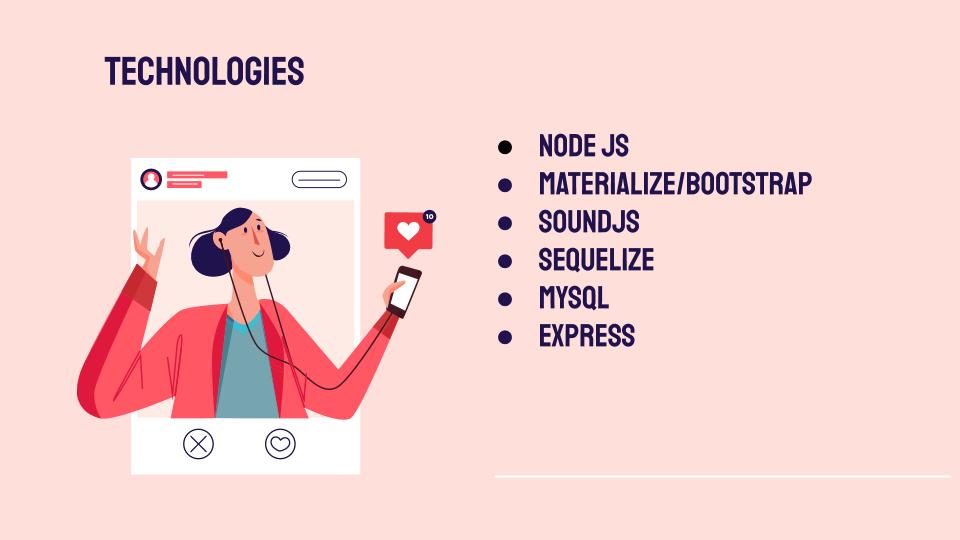 TECHNOLOGIES
10
NODE JS
MATERIALIZE/BOOTSTRAP
SOUNDJS
SEQUELIZE
MYSQL
EXPRESS